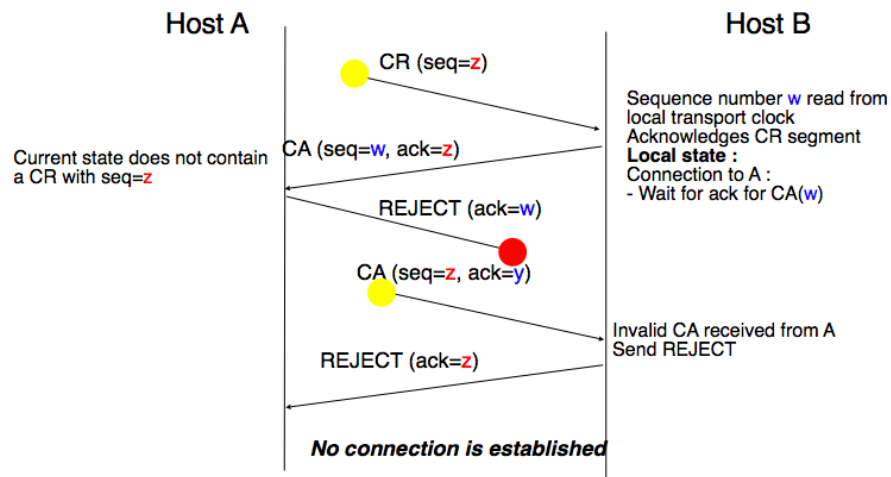 Host A
Host B
CR (seq=z)
Sequence number w read from
local transport clock
Acknowledges CR segment
Local state :
Connection to A :
- Wait for ack for CA(w)
CA (seq=w, ack=z)
Current state does not contain
a CR with seq=z
REJECT (ack=w)
CA (seq=z, ack=y)
Invalid CA received from A
Send REJECT
REJECT (ack=z)
No connection is established